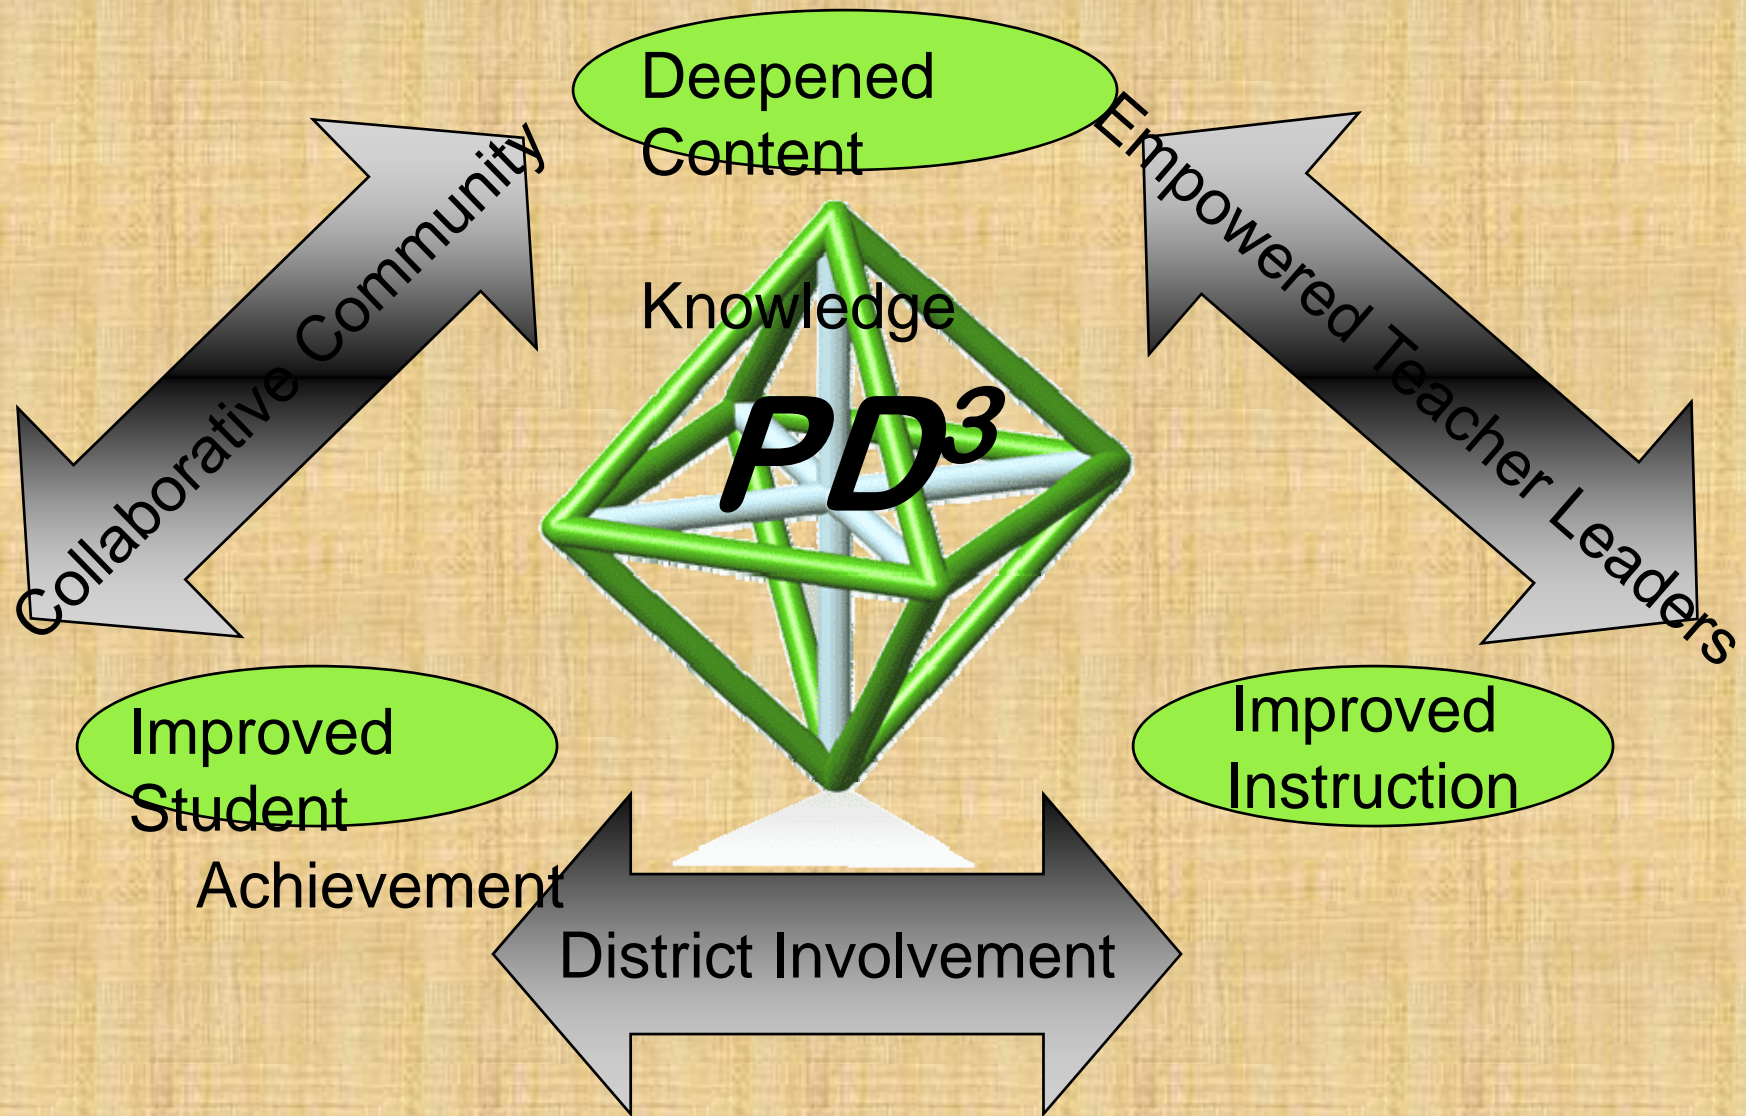 Deepened
Content
Knowledge
Collaborative Community
Empowered Teacher Leaders
PD³
Improved
Student
Achievement
Improved
Instruction
District Involvement